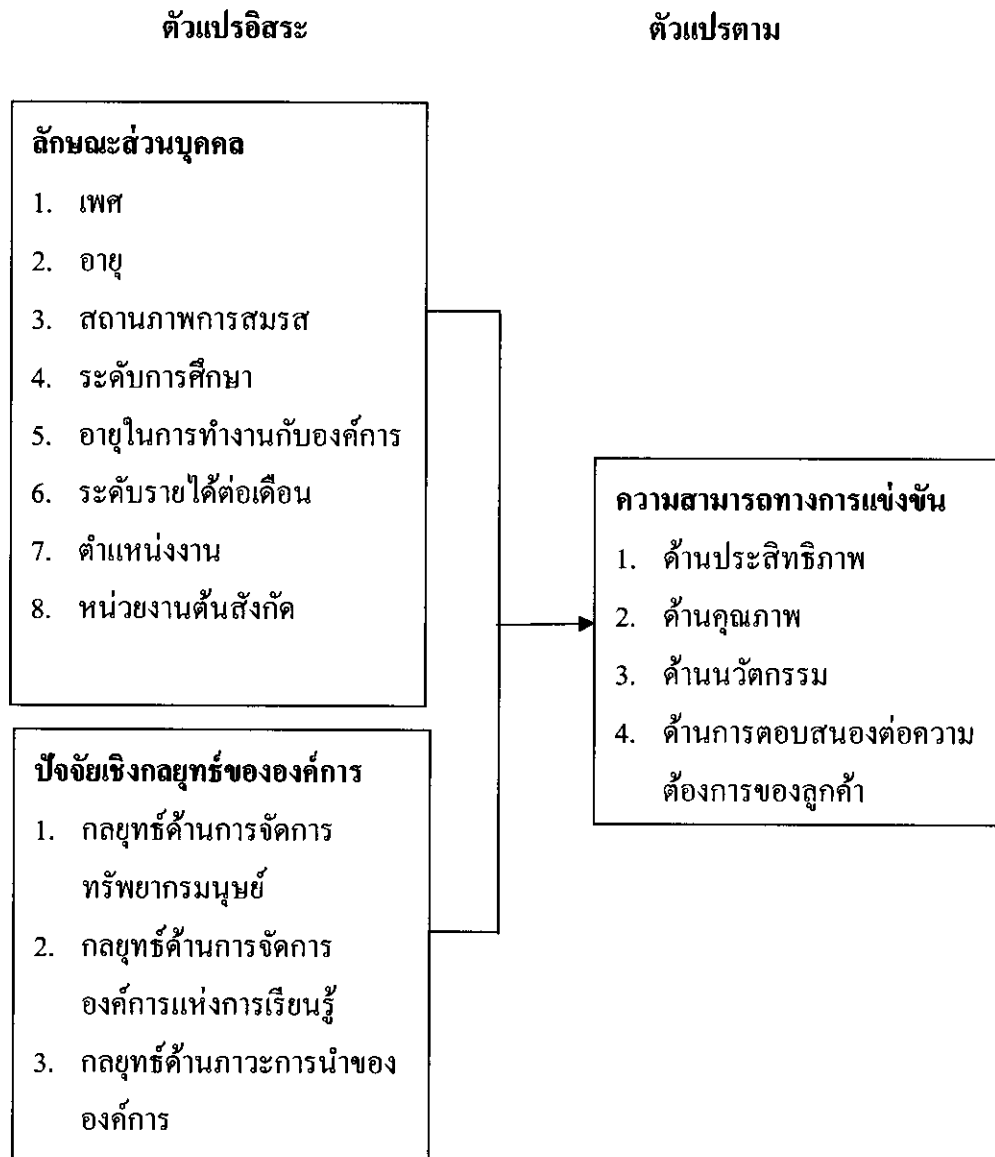 ตัวแปรอิสระ
ตัวแปรตาม
ลักษณะส่วนบุคคล
1. เพศ
2. อายุ
3. สถานภาพการสมรส
4. ระดับการศึกษา
5. อายุในการทำงานกับองค์การ
6. ระดับรายได้ต่อเดือน
7. ตำแหน่งงาน
8. หน่วยงานต้นสังกัด
ปัจจัยเชิงกลยุทธ์ขององค์การ
1. กลยุทธ์ด้านการจัดการ
ทรัพยากรมนุษย์
2. กลยุทธ์ด้านการจัดการ
องค์การแห่งการเรียนรู้
3. กลยุทธ์ด้านภาวะการนำของ
องค์การ
ความสามารถทางการแข่งขัน
1. ด้านประสิทธิภาพ
2. ด้านคุณภาพ
3. ด้านนวัตกรรม
4. ด้านการตอบสนองต่อความ
ต้องการของลูกค้า